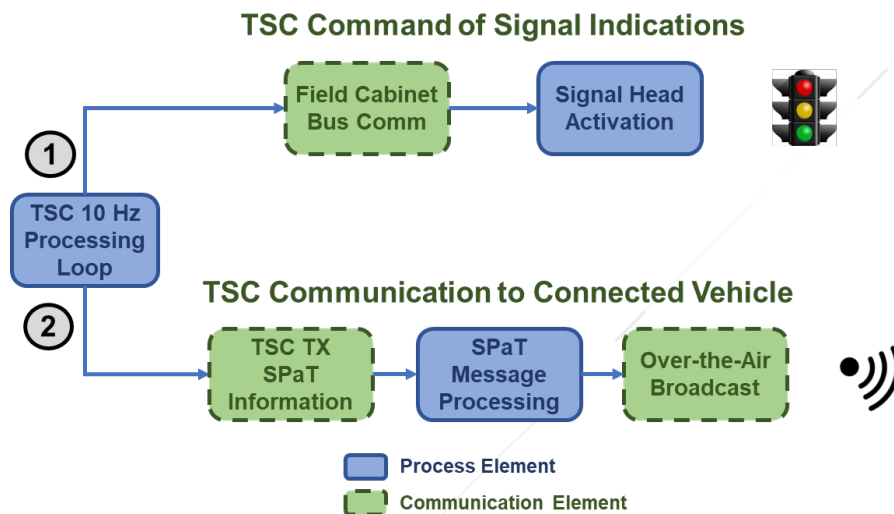 TSC Command of Signal Indications
Field Cabinet
Bus Comm
Signal Head
Activation
1
TSC 10 Hz
Processing
Loop
2
TSC Communication to Connected Vehicle
TSC TX
SPaT
Information
SPaT
Message
Processing
Over-the-Air
Broadcast
Process Element
Communication Element